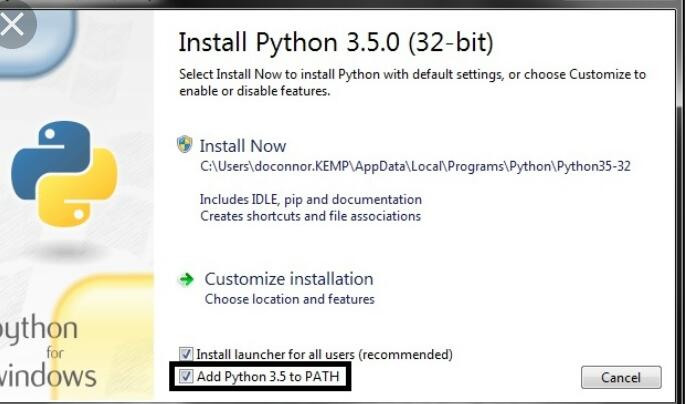 Install Python 3.5.0 (32-bit)
Select Install Now to install Python with default settings, or choose Customize to
enable or disable features.
Install Now
C:\Users\doconnor.KEMP\AppData\Local\Programs\Python\Python35-32
Includes IDLE, pip and documentation
Creates shortcuts and file associations
Customize installation
Choose location and features
python
for
windows
Install launcher for all users (recommended)
Add Python 3.5 to PATH
Cancel